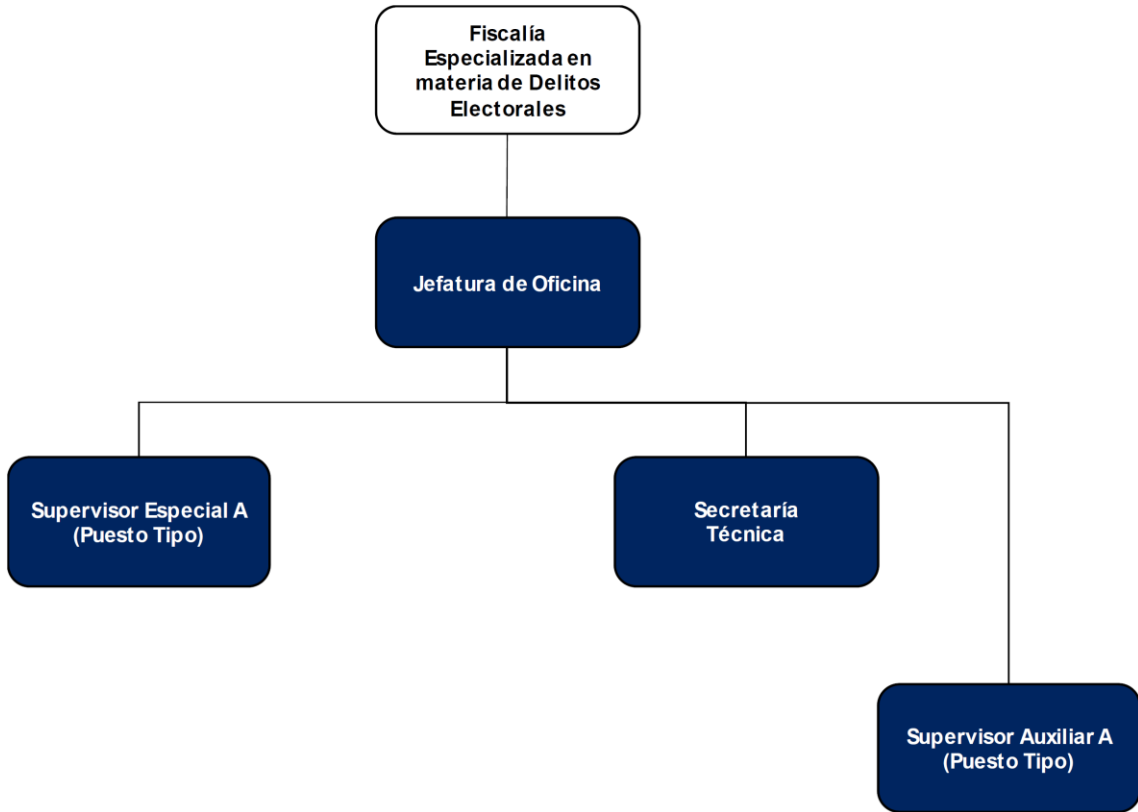 Fiscalía
Especializada en
materia de Delitos
Electorales
Jefatura de Oficina
Supervisor Especial A
(Puesto Tipo)
Secretaría
Técnica
Supervisor Auxiliar A
(Puesto Tipo)